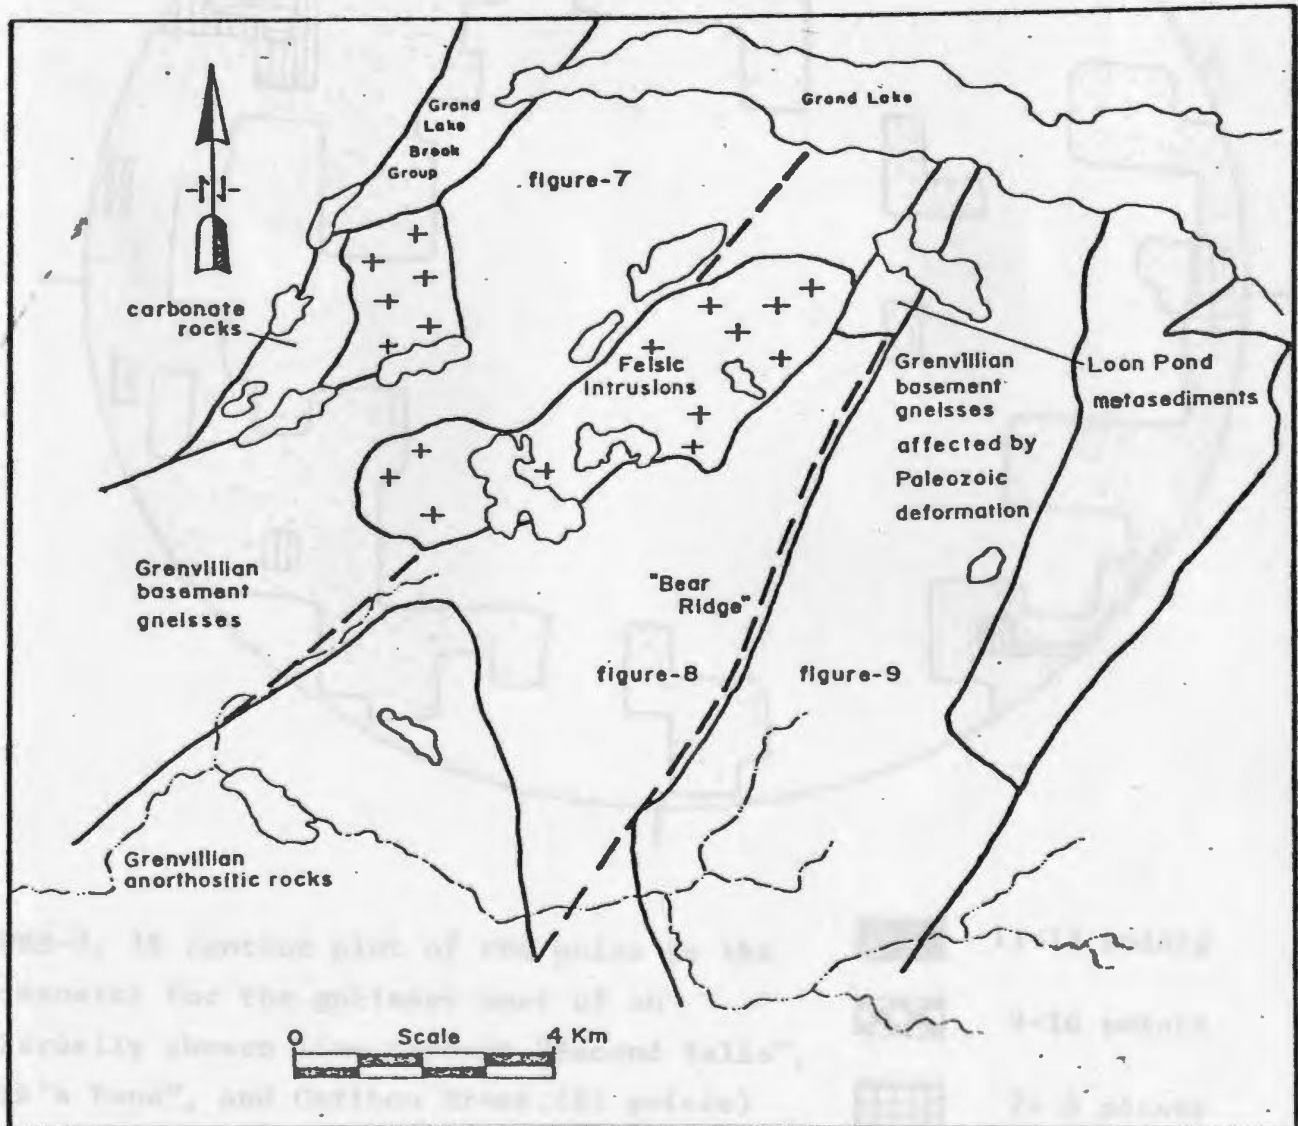 Grand
Lake
Brook
Group
Grand Lake
figure-7
carbonate
rocks
Felsic
Intrusions
Grenvillian
basement
gneisses
affected by
Paleozoic
deformation
Loon Pond
metasediments
Grenvillian
basement
gneisses
"Bear
Ridge"
figure-8
figure-9
Grenvillian
anorthositic rocks
0 Scale 4 Km